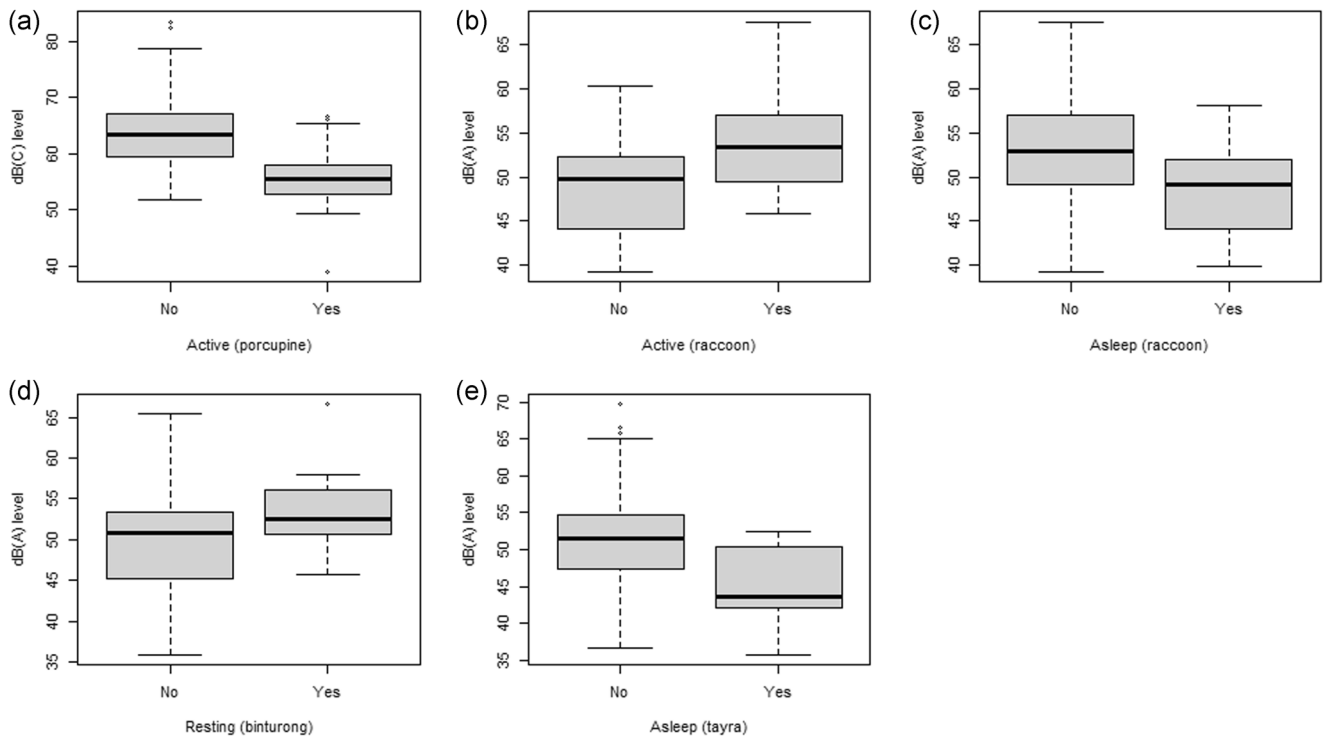 (a)
dB(C) level
80
70
60
50
40
No Yes
Active (porcupine)
(b)
dB(A) level
65
60
55
50
45
40
No Yes
Active (raccoon)
(c)
dB(A) level
65
60
55
50
45
40
No Yes
Asleep (raccoon)
(d)
dB(A) level
65
60
55
50
45
40
35
No Yes
Resting (binturong)
(e)
dB(A) level
70
65
60
55
50
45
40
35
No Yes
Asleep (tayra)